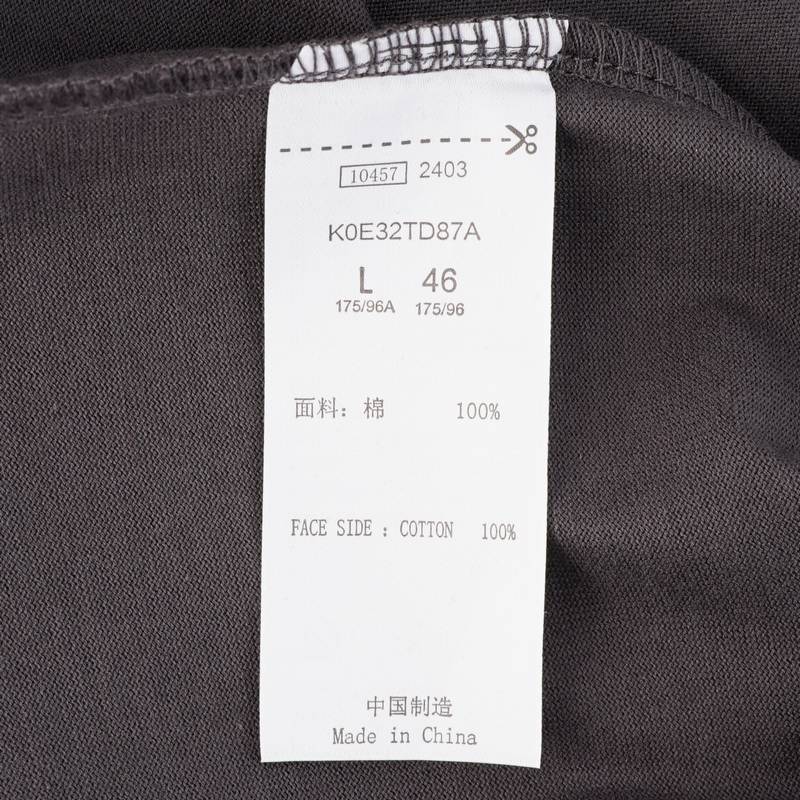 10457 2403
K0E32TD87A
L 46
175/96A 175/96
面料：棉 100%
FACE SIDE : COTTON 100%
中国制造
Made in China